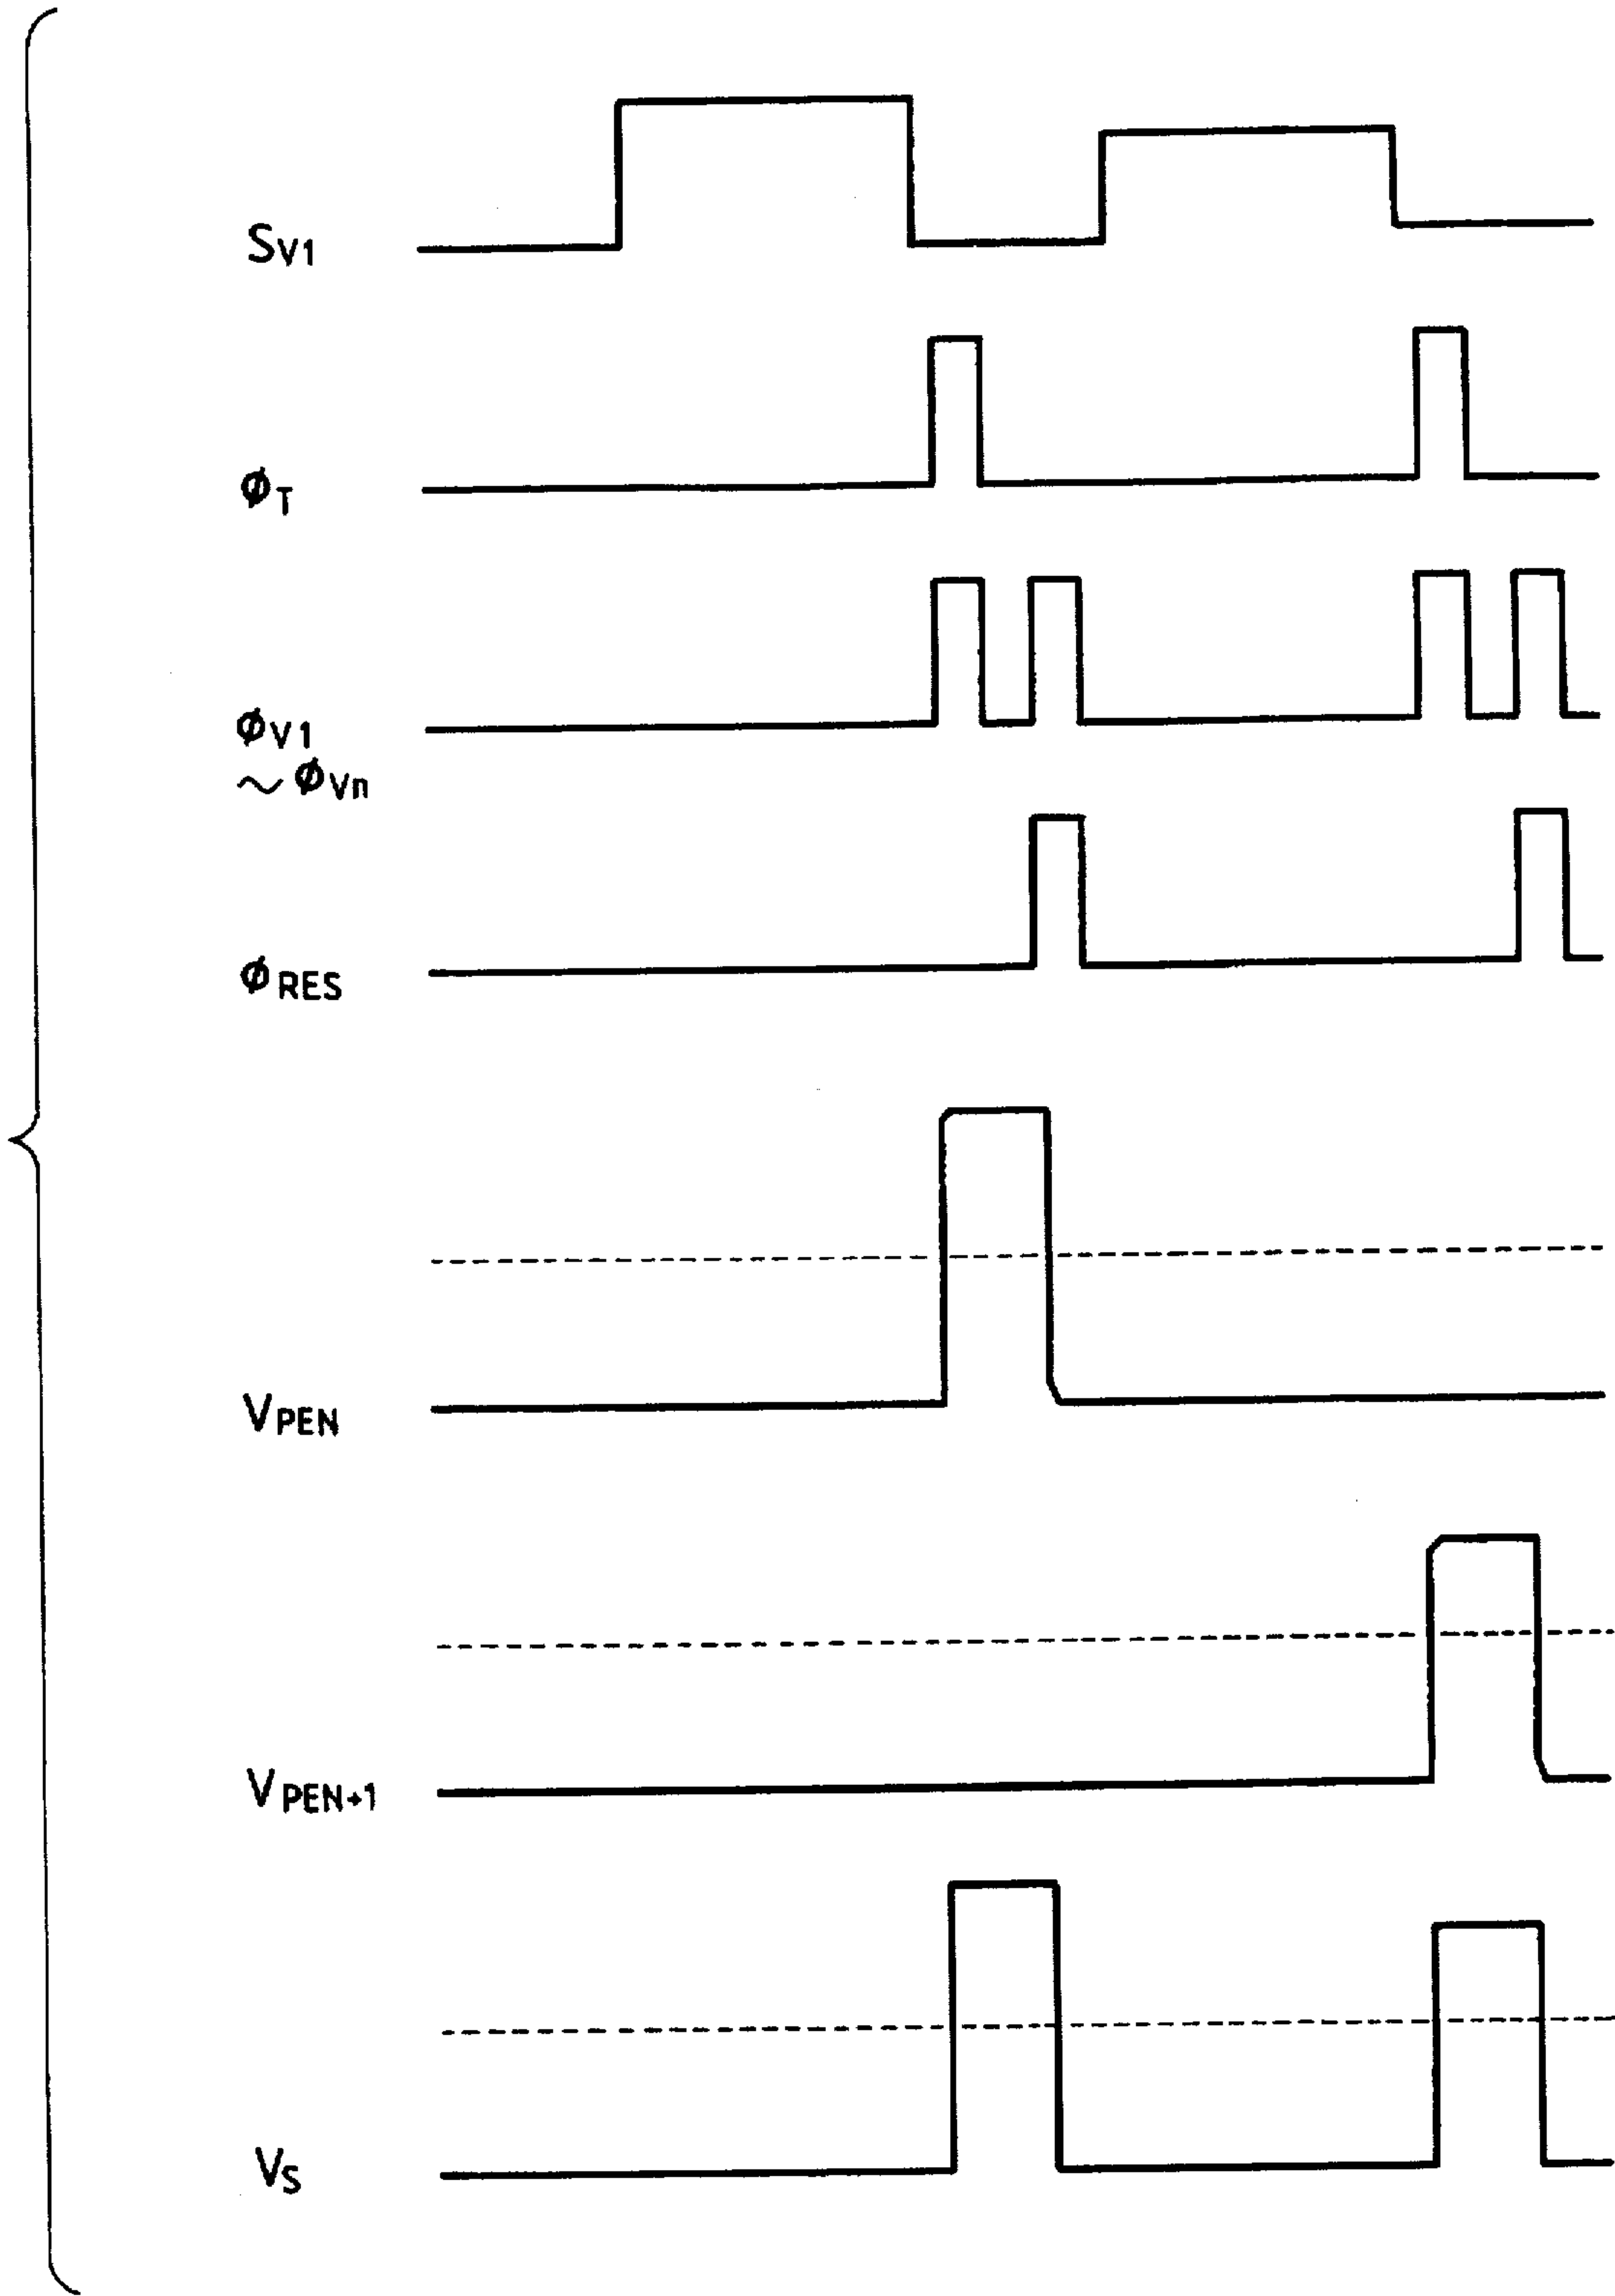 SV1
ϕT
ϕV1
~ ϕVn
ϕRES
VPEN
VPEN+1
VS